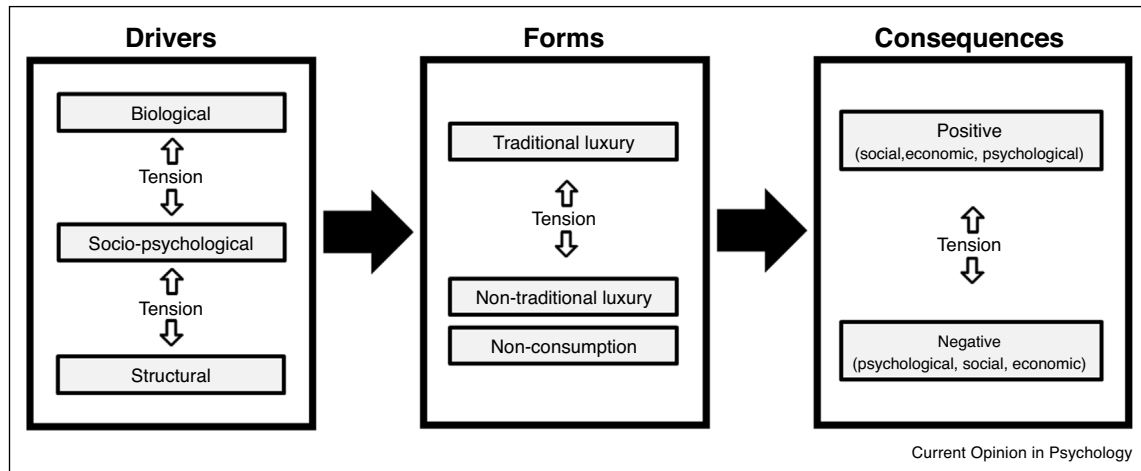 Drivers
Biological
Tension
Socio-psychological
Tension
Structural
Forms
Traditional luxury
Tension
Non-traditional luxury
Non-consumption
Consequences
Positive
(social,economic, psychological)
Tension
Negative
(psychological, social, economic)
Current Opinion in Psychology